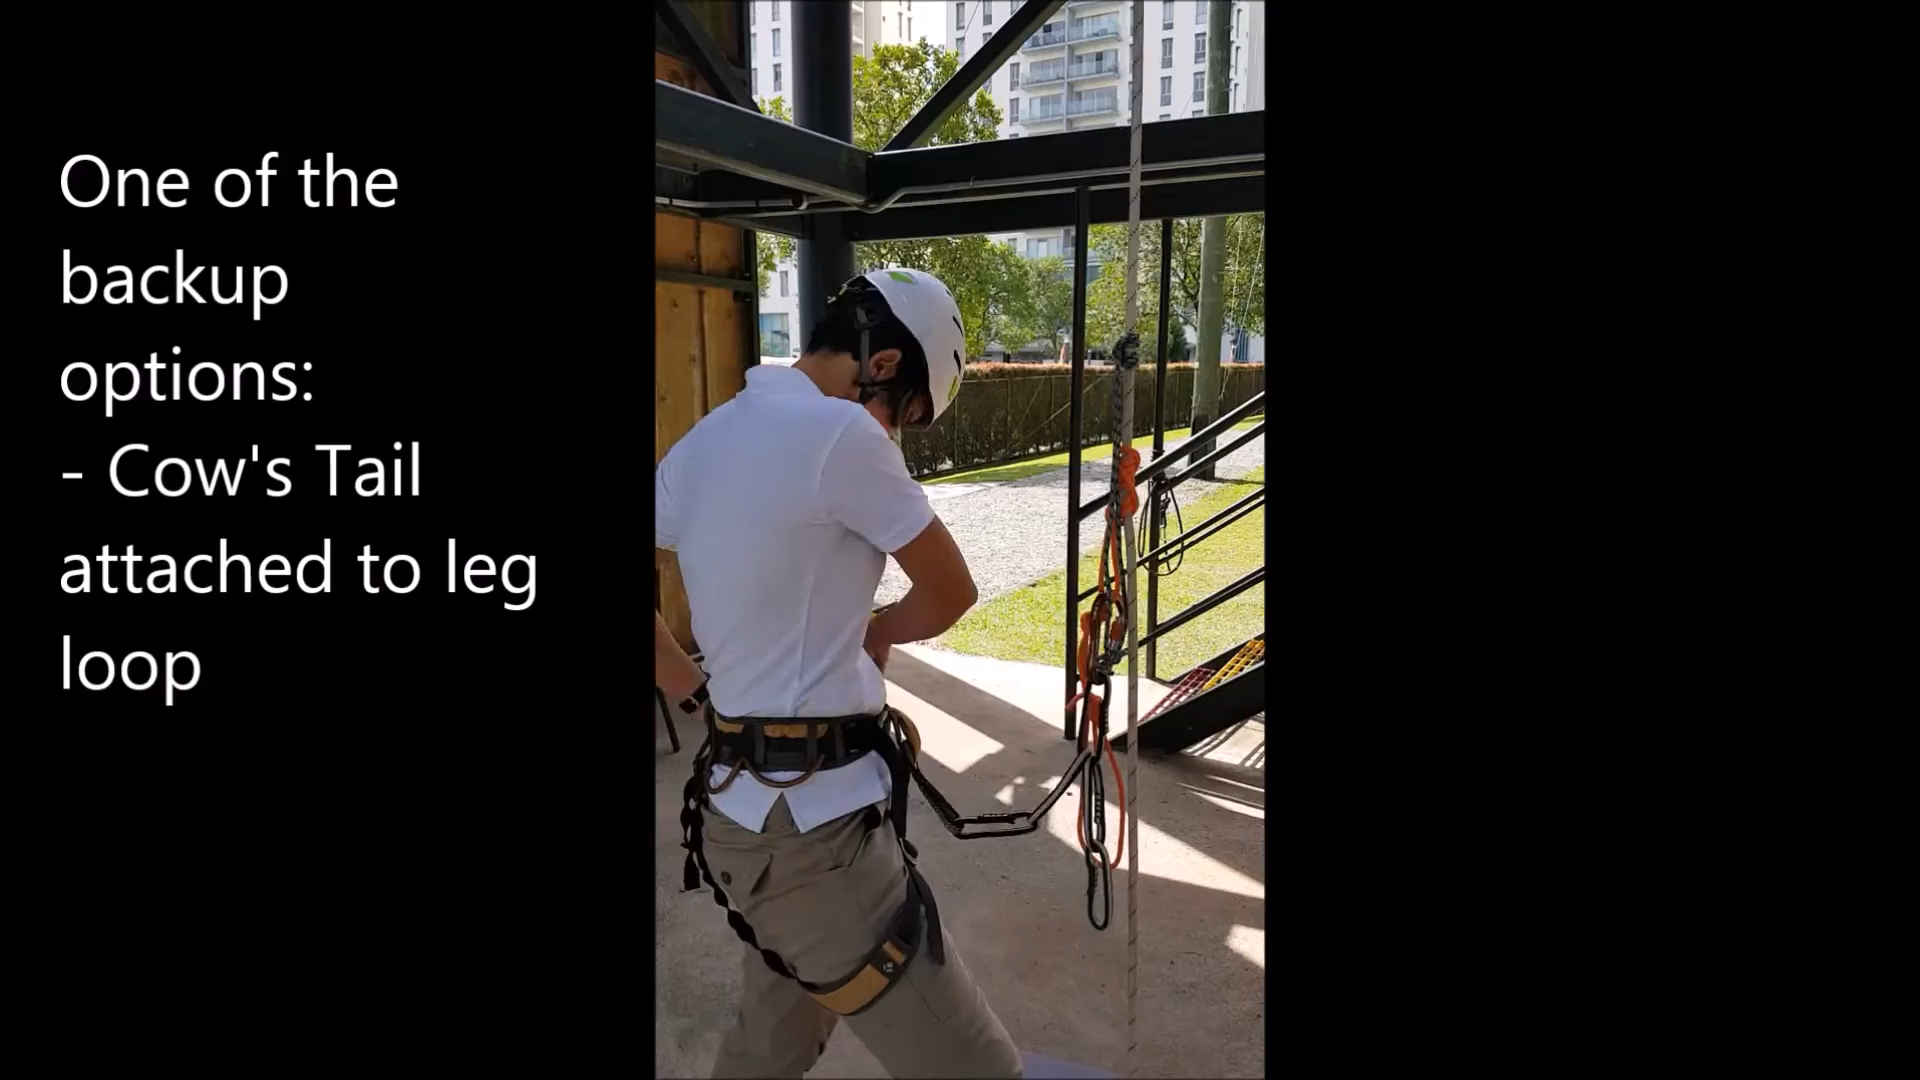 One of the
backup
options:
- Cow's Tail
attached to leg
loop